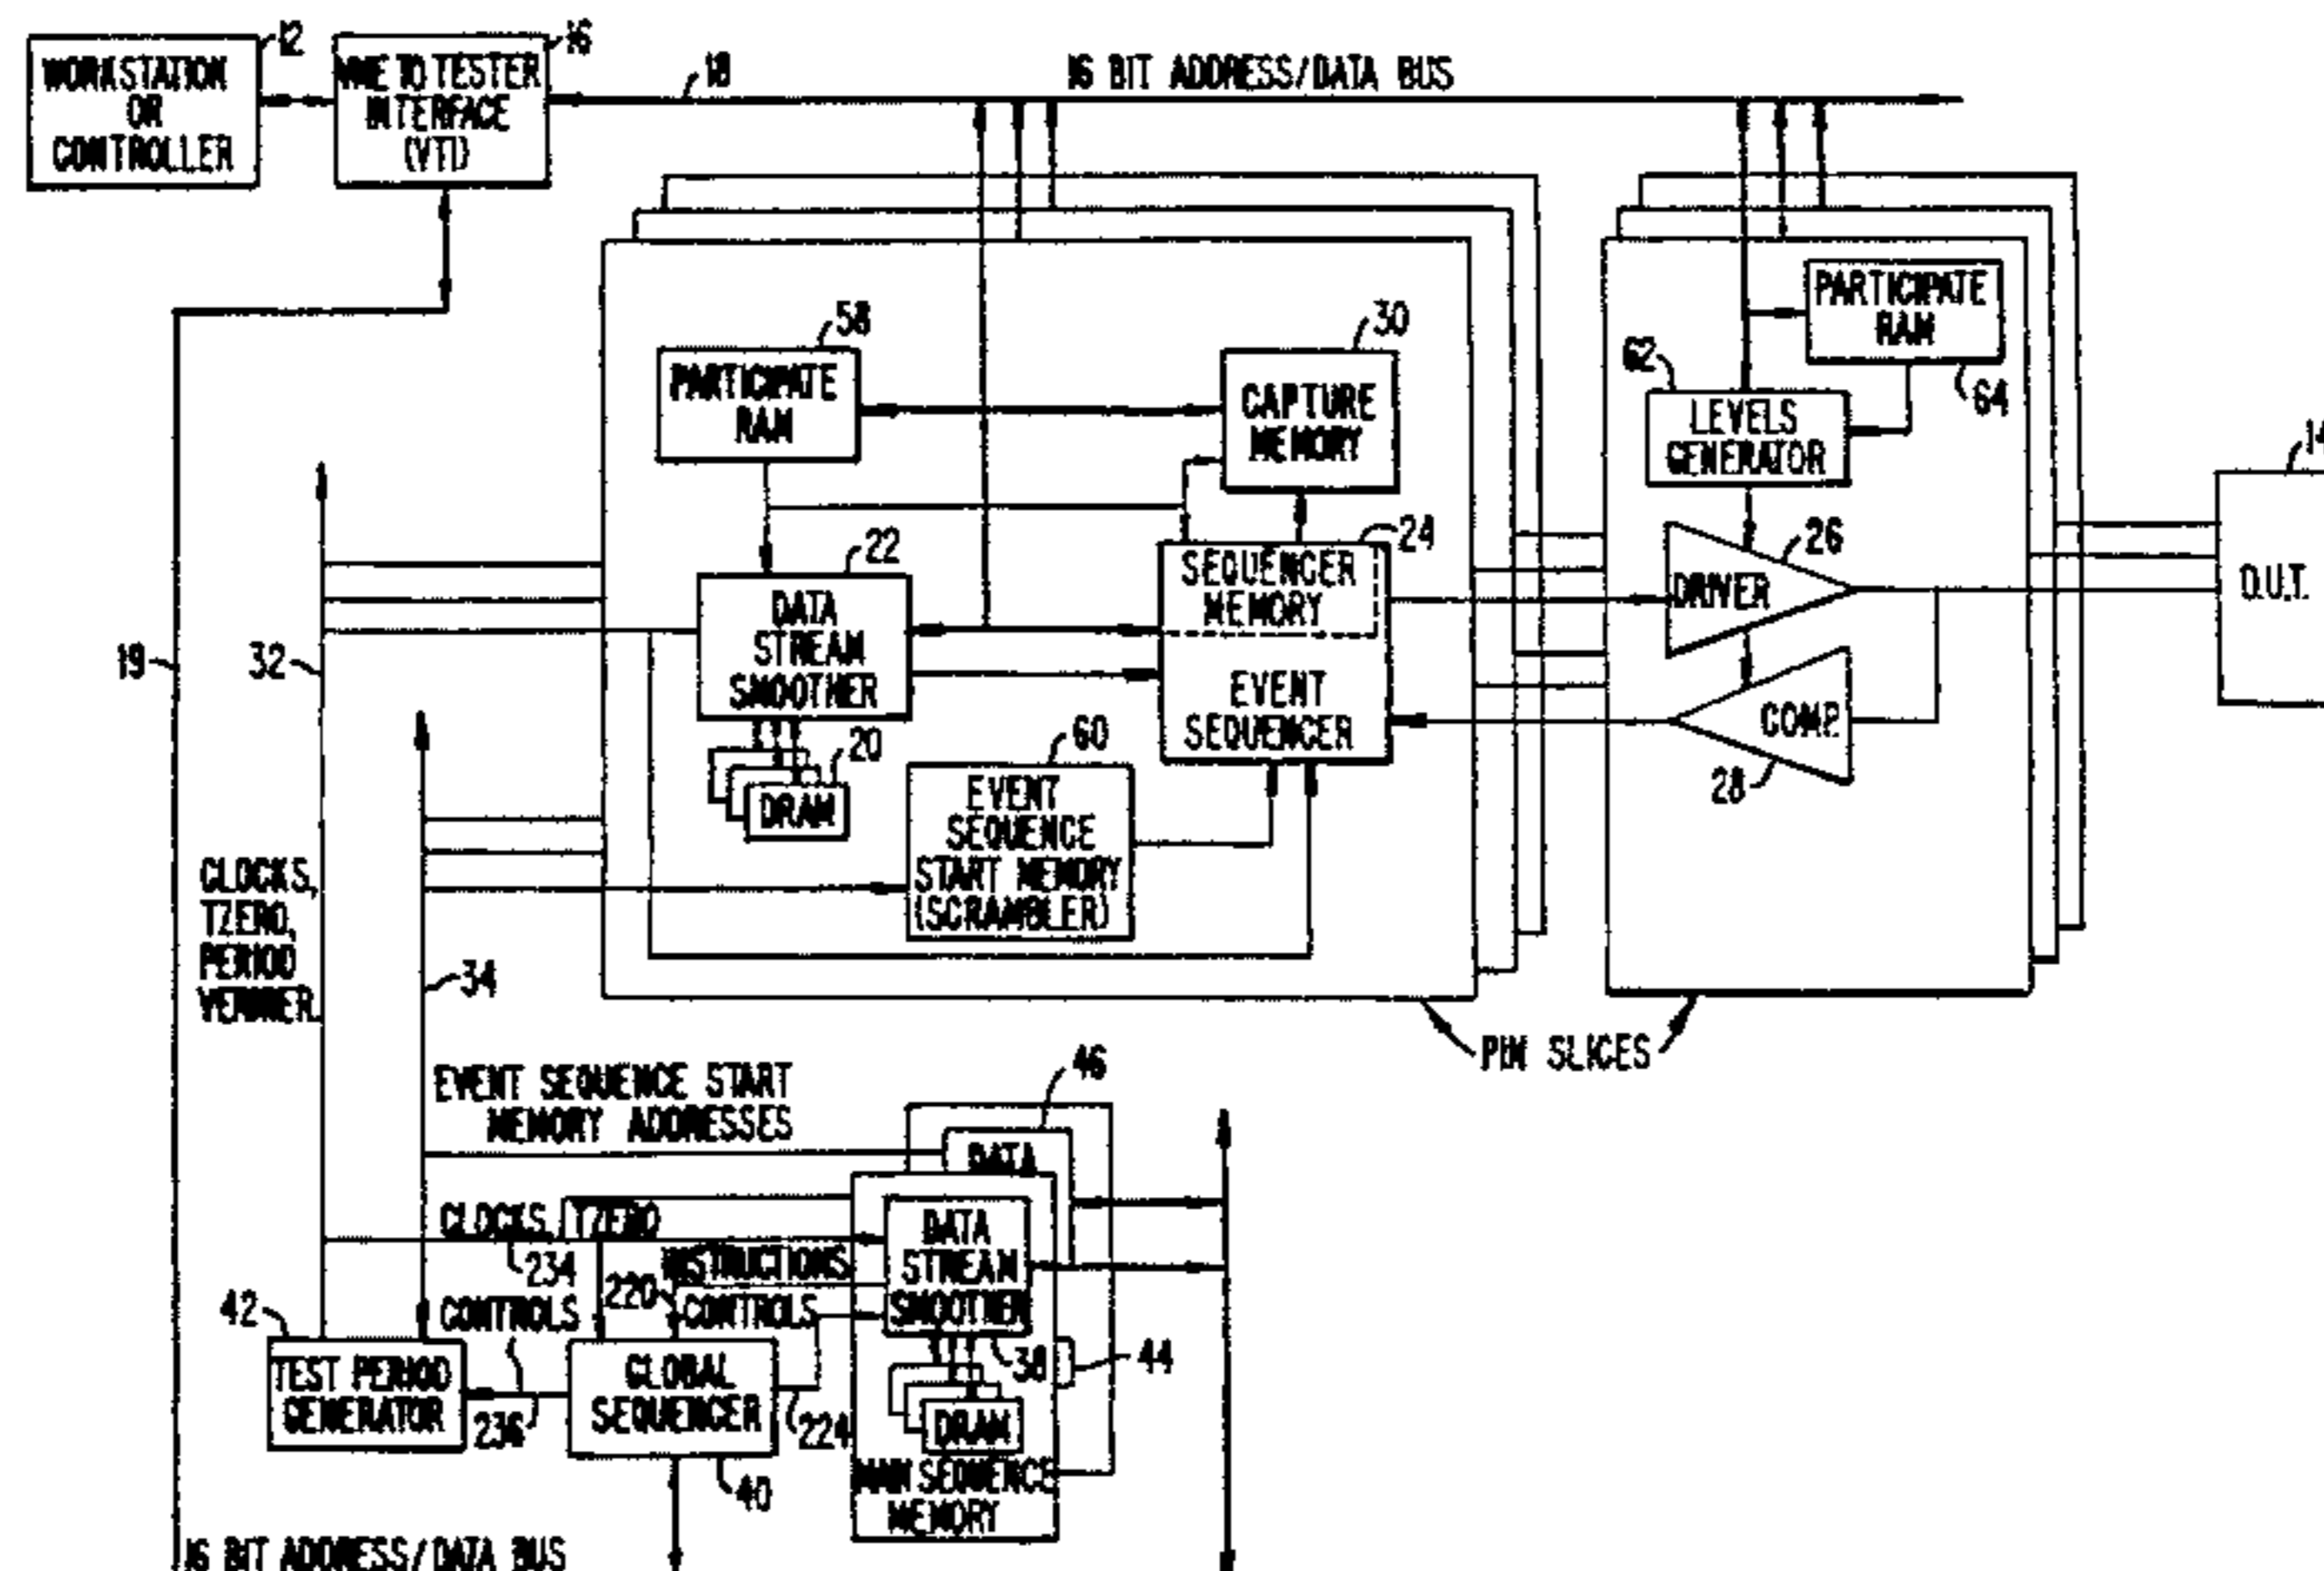 12
16
WORKSTATION
OR
CONTROLLER
VME TO TESTER
INTERFACE
(VTI)
18
16 BIT ADDRESS/DATA BUS
58
PARTICIPATE
RAM
30
CAPTURE
MEMORY
PARTICIPATE
RAM
62
64
LEVELS
GENERATOR
14
22
DATA
STREAM
SMOOTHER
24
SEQUENCER
MEMORY
EVENT
SEQUENCER
26
DRIVER
D.U.T.
COMP.
28
19
32
20
DRAM
60
EVENT
SEQUENCE
START MEMORY
(SCRAMBLER)
CLOCKS,
TZERO,
PERIOD
VERNIER.
34
PIN SLICES
EVENT SEQUENCE START
MEMORY ADDRESSES
46
DATA
CLOCKS, TZERO
234
INSTRUCTIONS
220
CONTROLS
DATA
STREAM
SMOOTHER
42
CONTROLS
TEST PERIOD
GENERATOR
236
GLOBAL
SEQUENCER
224
40
38
44
DRAM
MAIN SEQUENCE
MEMORY
16 BIT ADDRESS/DATA BUS